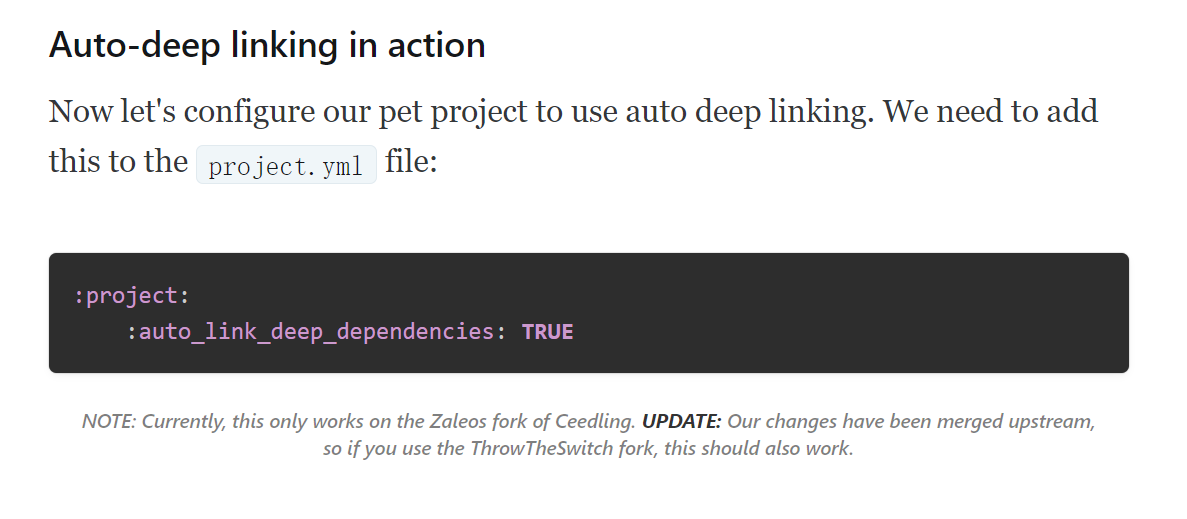 Auto-deep linking in action
Now let's configure our pet project to use auto deep linking. We need to add
this to the project.yml file:
:project:
    :auto_link_deep_dependencies: TRUE
NOTE: Currently, this only works on the Zaleos fork of Ceedling. UPDATE: Our changes have been merged upstream,
so if you use the ThrowTheSwitch fork, this should also work.